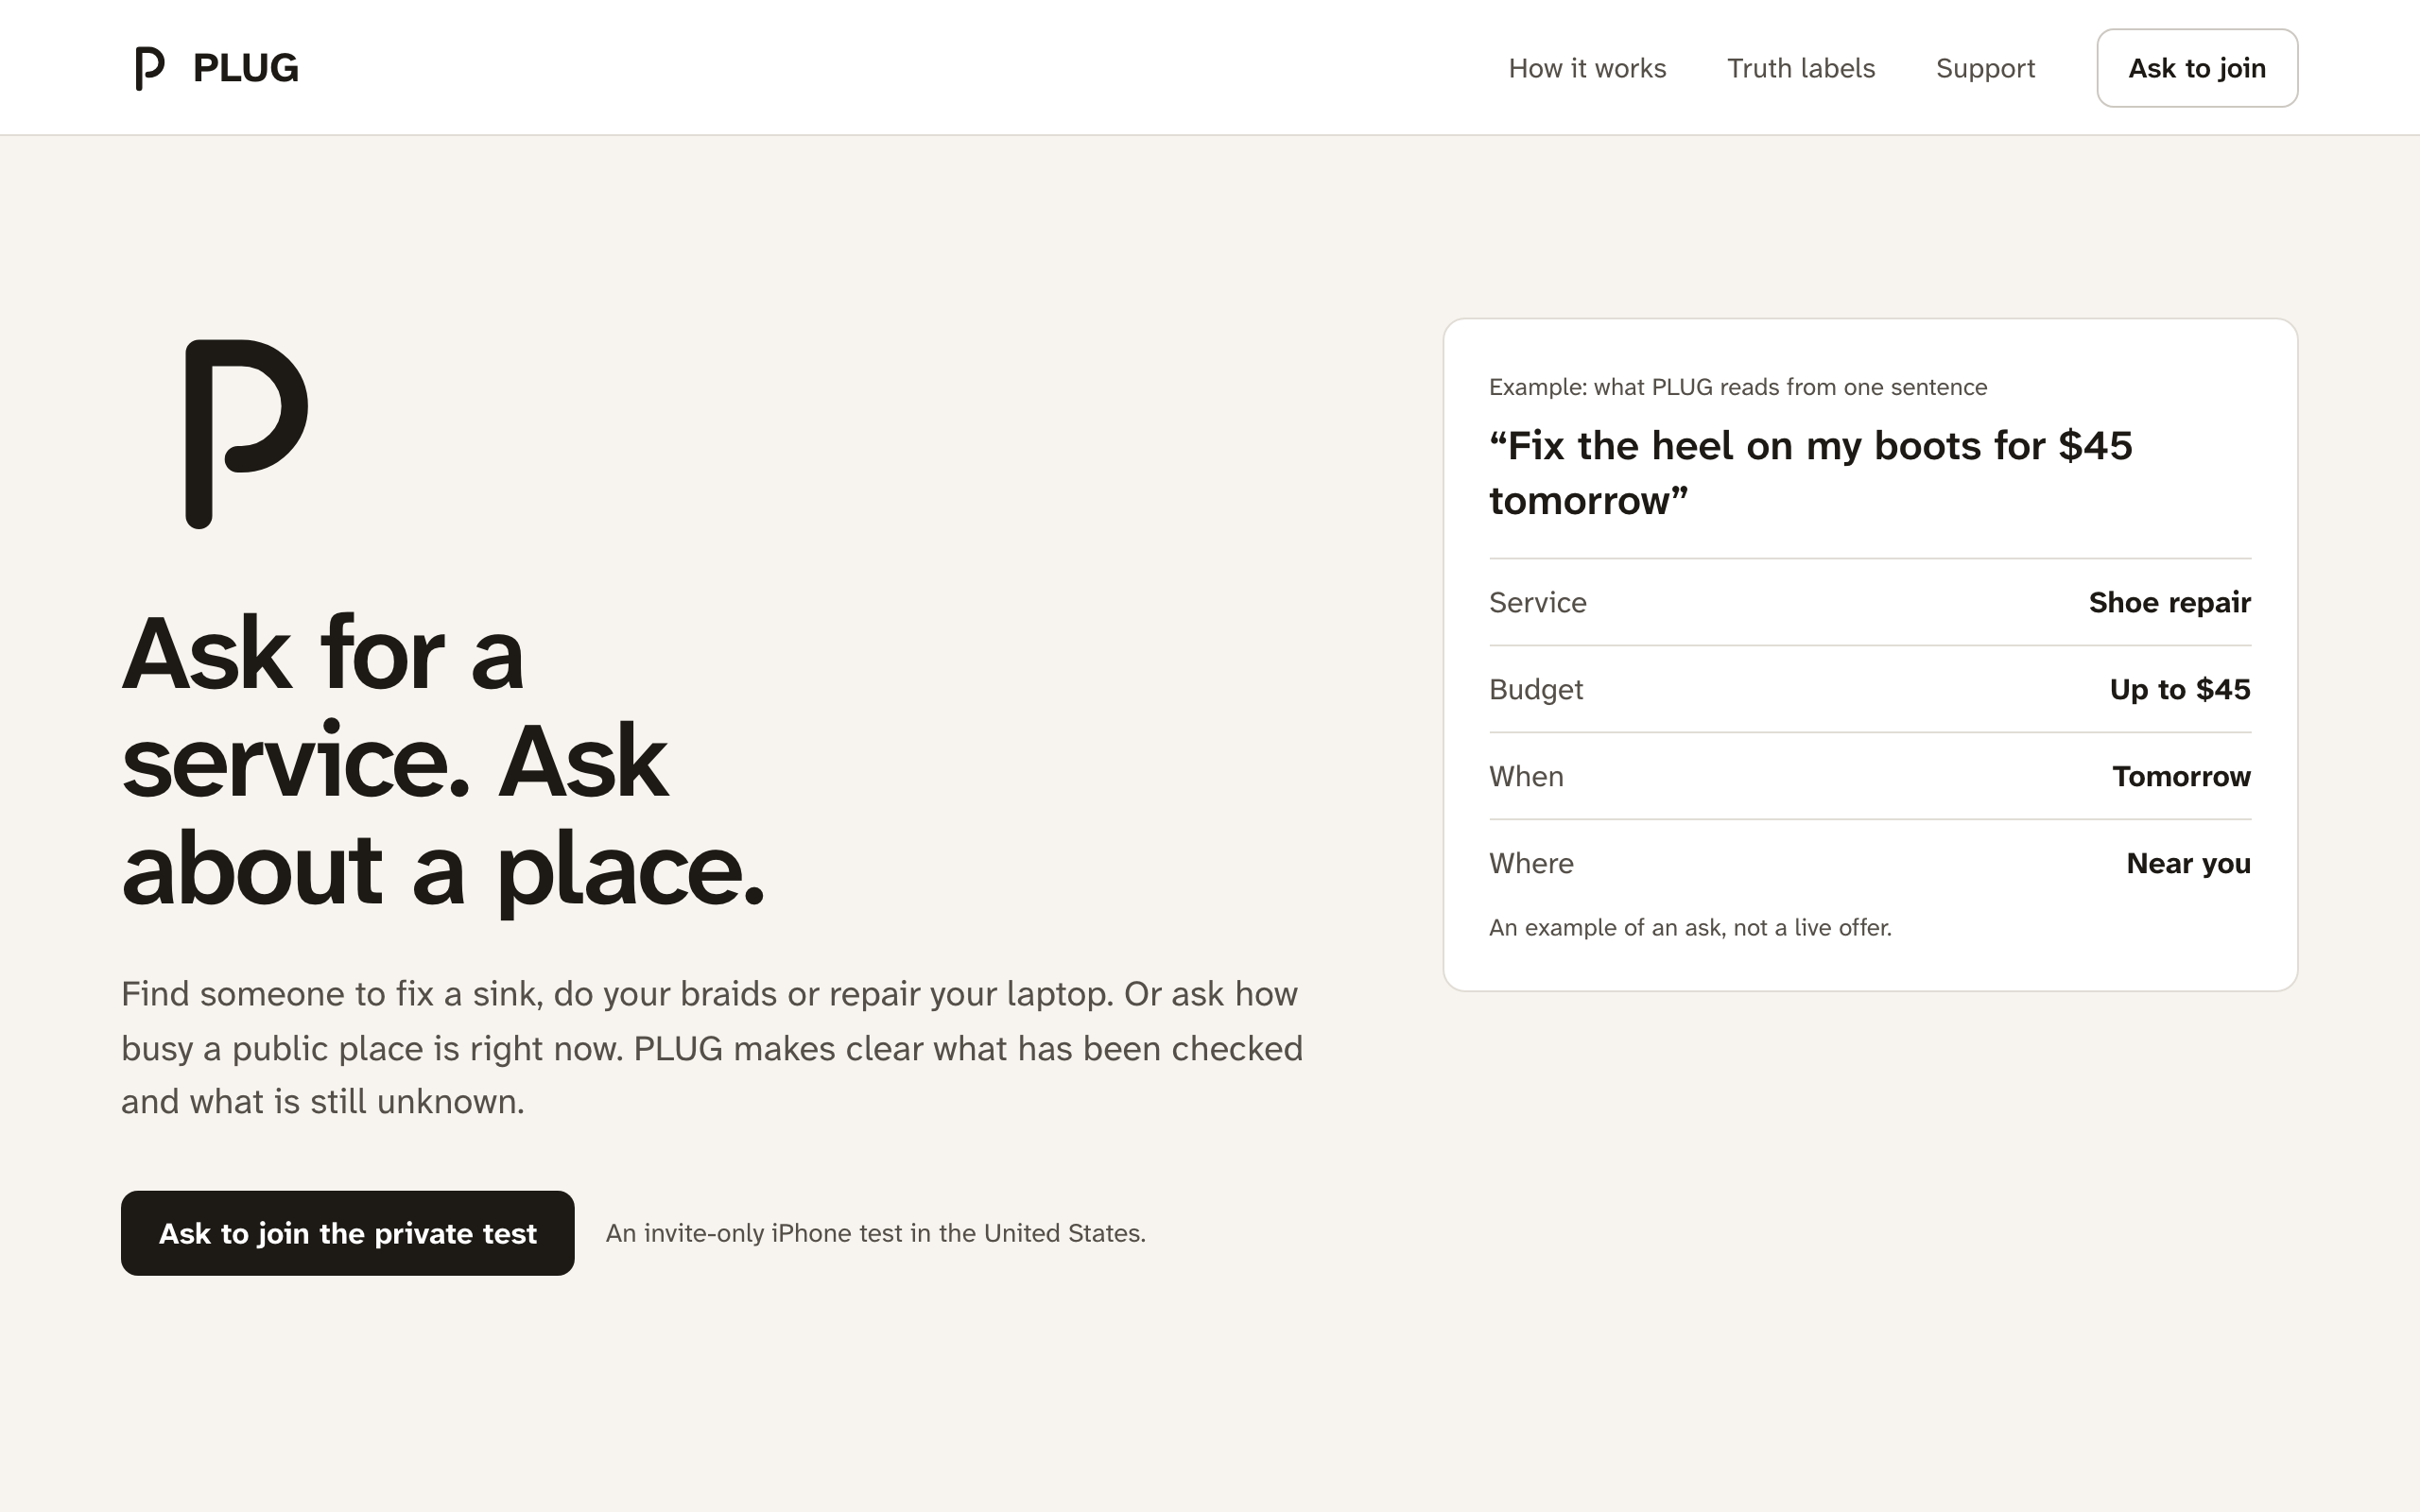 P PLUG
How it works
Truth labels
Support
Ask to join
P
Ask for a
service. Ask
about a place.
Find someone to fix a sink, do your braids or repair your laptop. Or ask how
busy a public place is right now. PLUG makes clear what has been checked
and what is still unknown.
Ask to join the private test
An invite-only iPhone test in the United States.
Example: what PLUG reads from one sentence
“Fix the heel on my boots for $45
tomorrow”
Service Shoe repair
Budget Up to $45
When Tomorrow
Where Near you
An example of an ask, not a live offer.